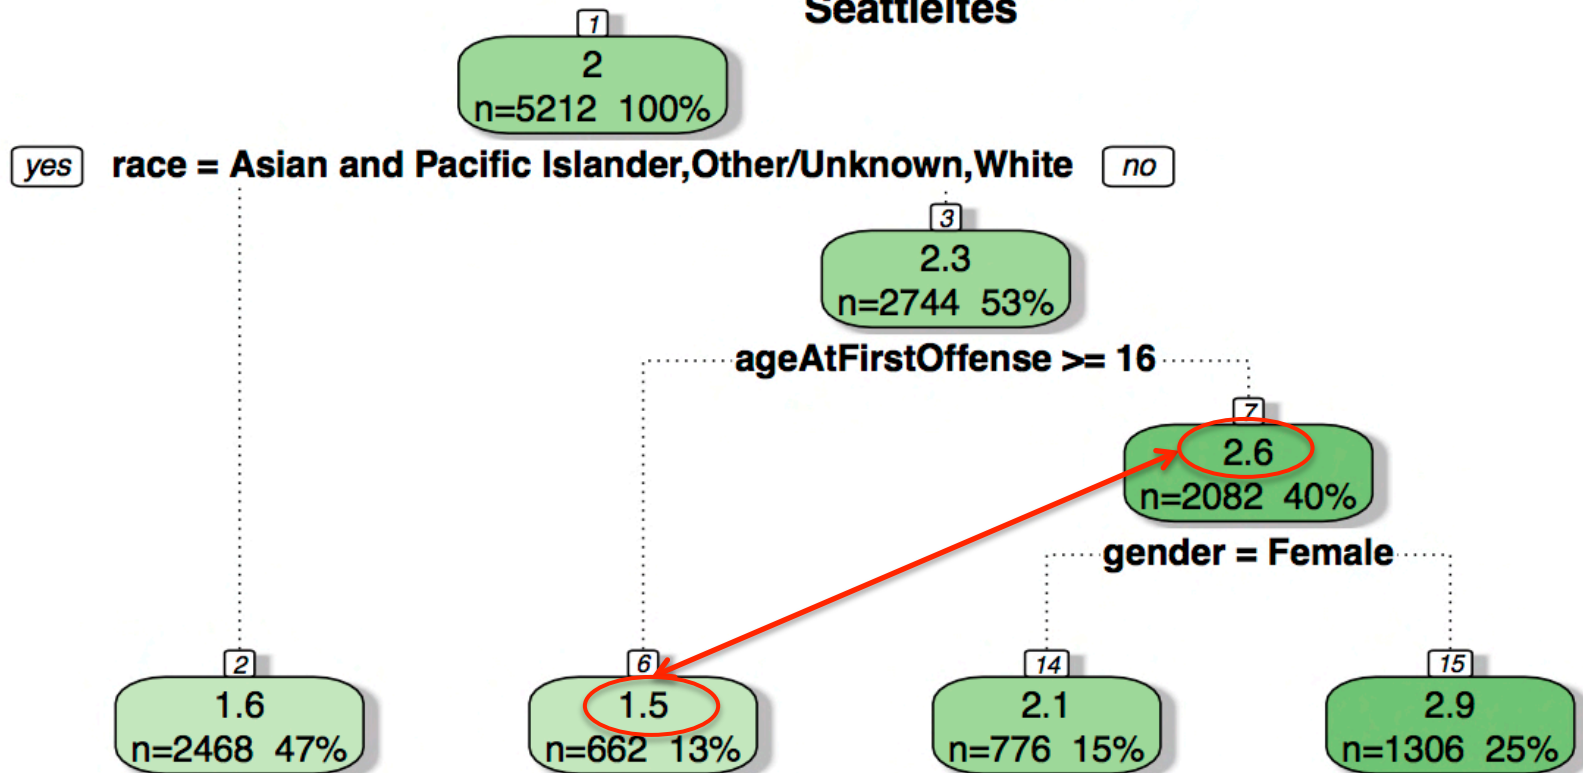 Seattleites
1
2
n=5212 100%
yes race = Asian and Pacific Islander,Other/Unknown,White no
3
2.3
n=2744 53%
ageAtFirstOffense >= 16
7
2.6
n=2082 40%
gender = Female
2
1.6
n=2468 47%
6
1.5
n=662 13%
14
2.1
n=776 15%
15
2.9
n=1306 25%